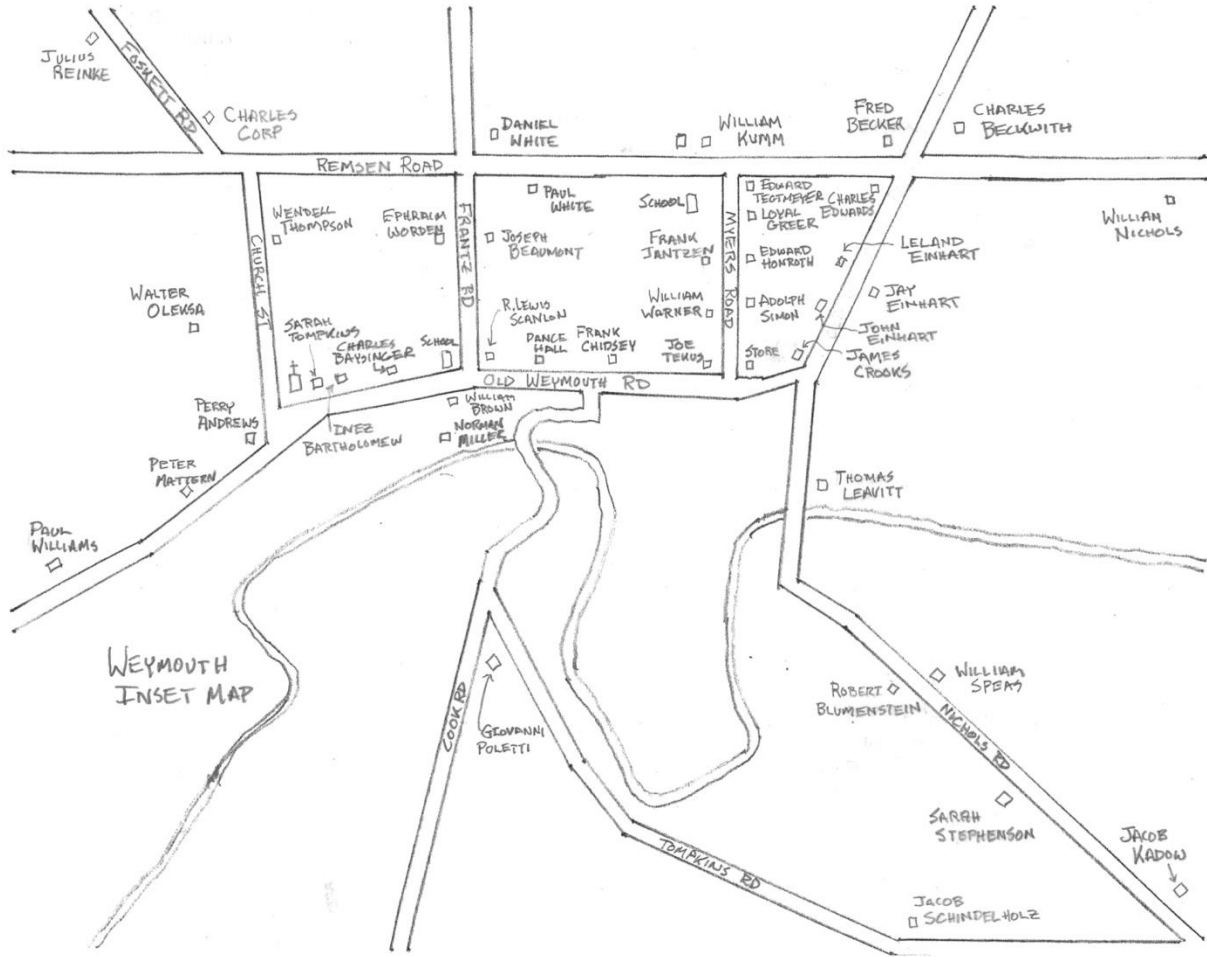 JULIUS
REINKE
FOSKETT RD
CHARLES
CORP
DANIEL
WHITE
WILLIAM
KUMM
FRED
BECKER
CHARLES
BECKWITH
REMSEN ROAD
WENDELL
THOMPSON
EPHRAIM
WORDEN
FRANTZ RD
PAUL
WHITE
SCHOOL
MYERS ROAD
EDWARD
TEOTMEYER
CHARLES
EDWARDS
LOYAL
GREER
WILLIAN
NICHOLS
CHURCH ST
JOSEPH
BEAUMONT
FRANK
JANTZEN
EDWARD
HONROTH
LELAND
EINHART
WALTER
OLEKSA
SARAH
TOMPKINS
CHARLES
BAYSINGER
SCHOOL
R. LEWIS
SCANLON
DANCE
HALL
FRANK
CHIDSEY
WILLIAM
WARNER
JOE
TEKUS
ADOLPH
SIMON
STORE
JAY
EINHART
JOHN
EINHART
JAMES
CROOKS
OLD WEYMOUTH RD
PERRY
ANDREWS
INEZ
BARTHOLOMEW
WILLIAM
BROWN
NORMAN
MILLER
PETER
MATTERN
THOMAS
LEAVITT
PAUL
WILLIAMS
WEYMOUTH
INSET MAP
COOK RD
GIOVANNI
POLETTI
ROBERT
BLUMENSTEIN
WILLIAM
SPEAS
NICHOLS RD
SARAH
STEPHENSON
JACOB
KADOW
TOMPKINS RD
JACOB
SCHINDELHOLZ